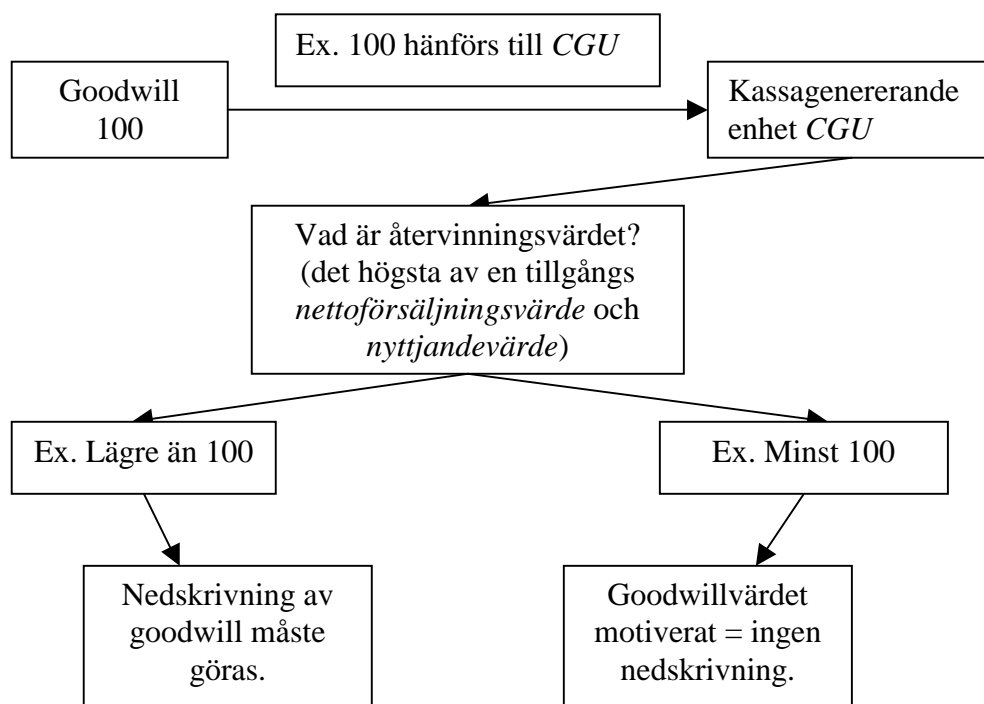 Ex. 100 hänförs till CGU
Goodwill
100
Kassagenererande
enhet CGU
Vad är återvinningsvärdet?
(det högsta av en tillgångs
nettoförsäljningsvärde och
nyttjandevärde)
Ex. Lägre än 100
Ex. Minst 100
Nedskrivning av
goodwill måste
göras.
Goodwillvärdet
motiverat = ingen
nedskrivning.